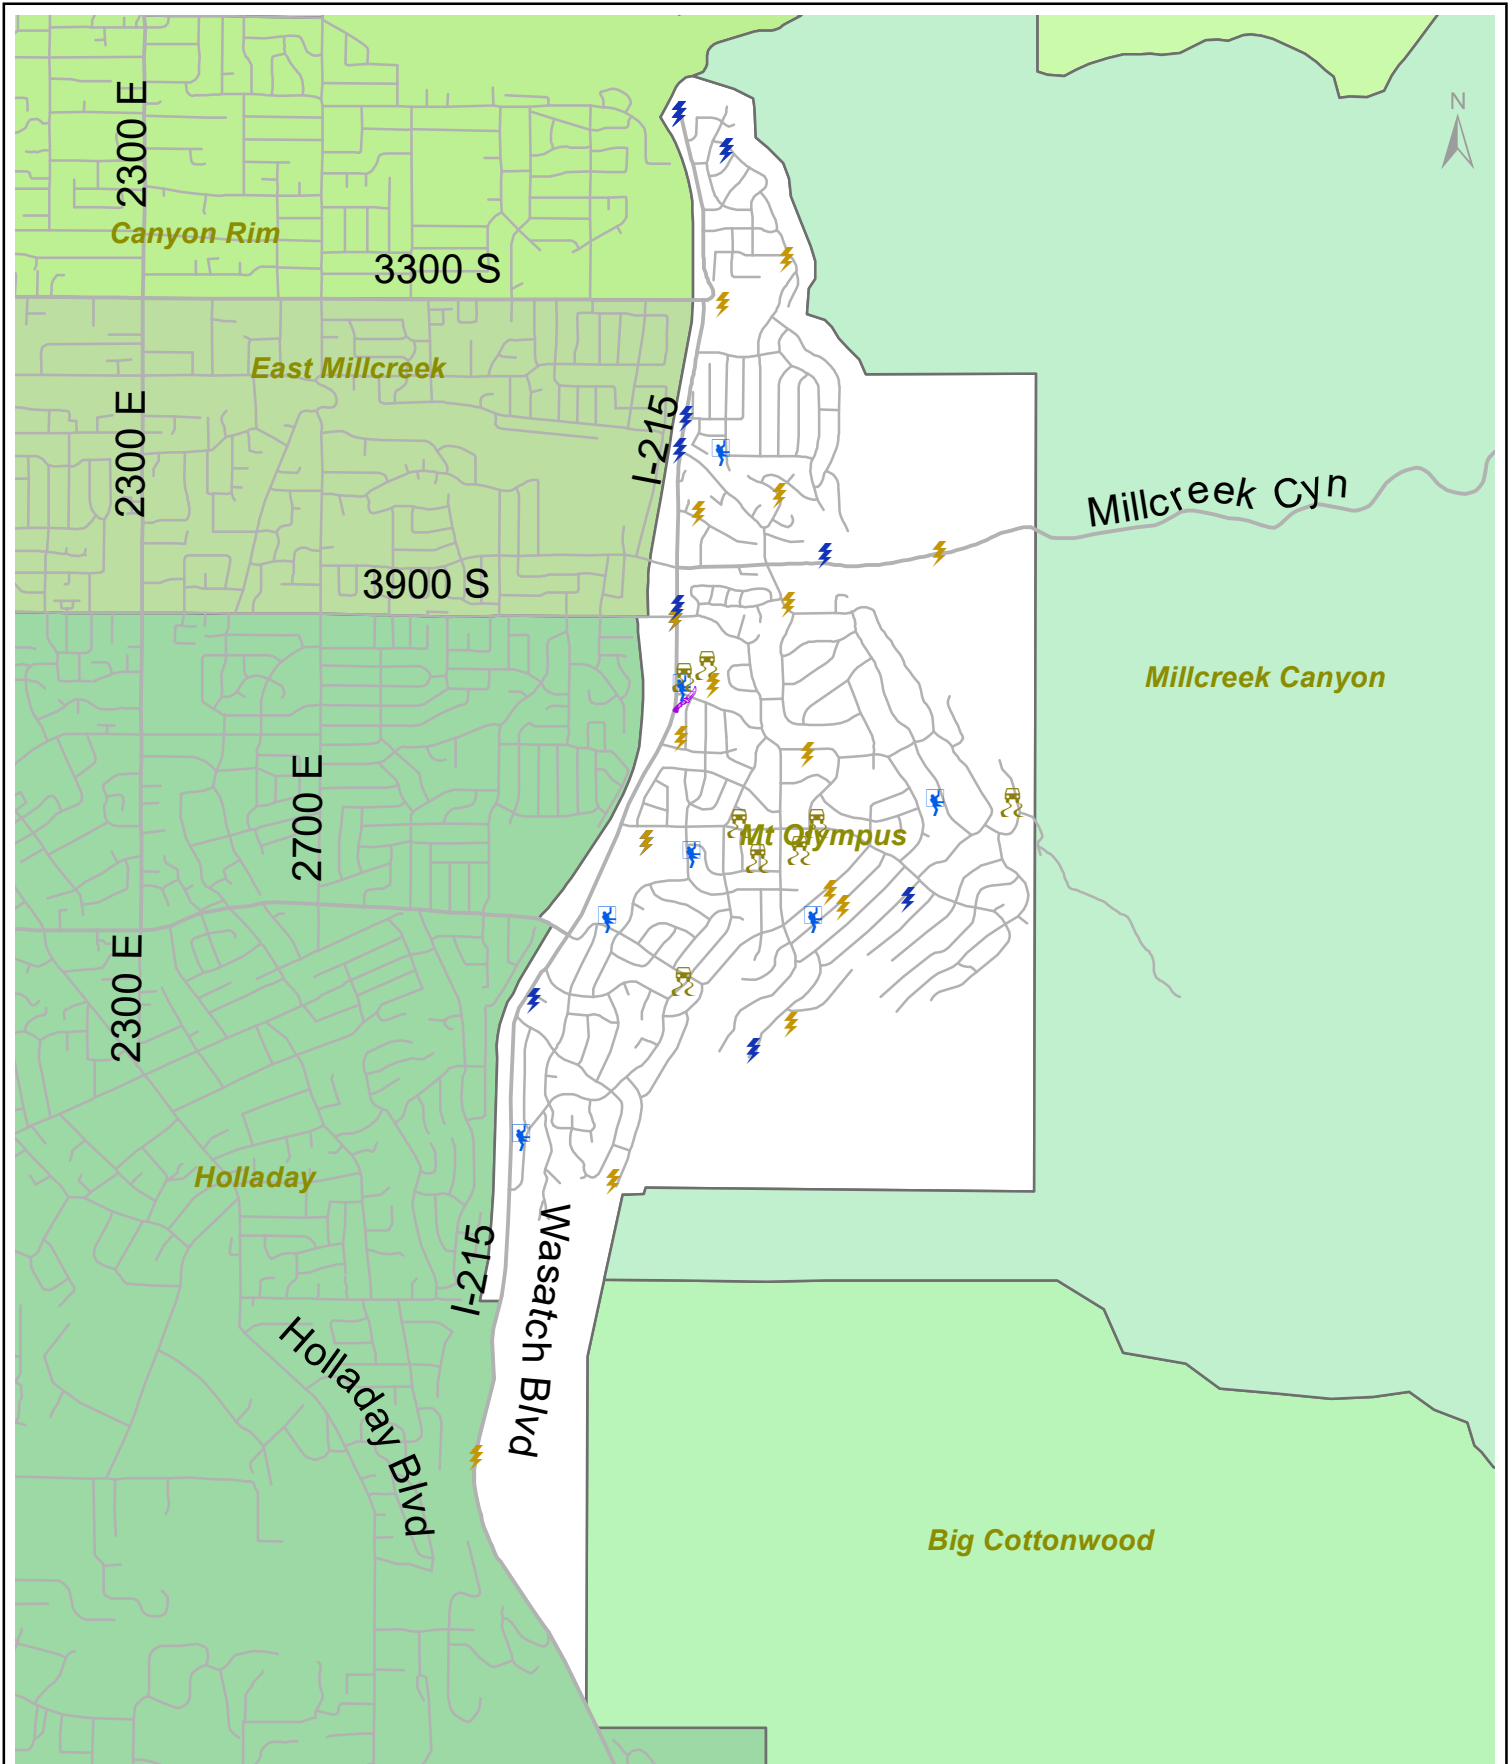 N
2300 E
Canyon Rim
3300 S
East Millcreek
2300 E
I-215
Millcreek Cyn
3900 S
Millcreek Canyon
2700 E
Mt Olympus
2300 E
Holladay
I-215
Wasatch Blvd
Holladay Blvd
Big Cottonwood